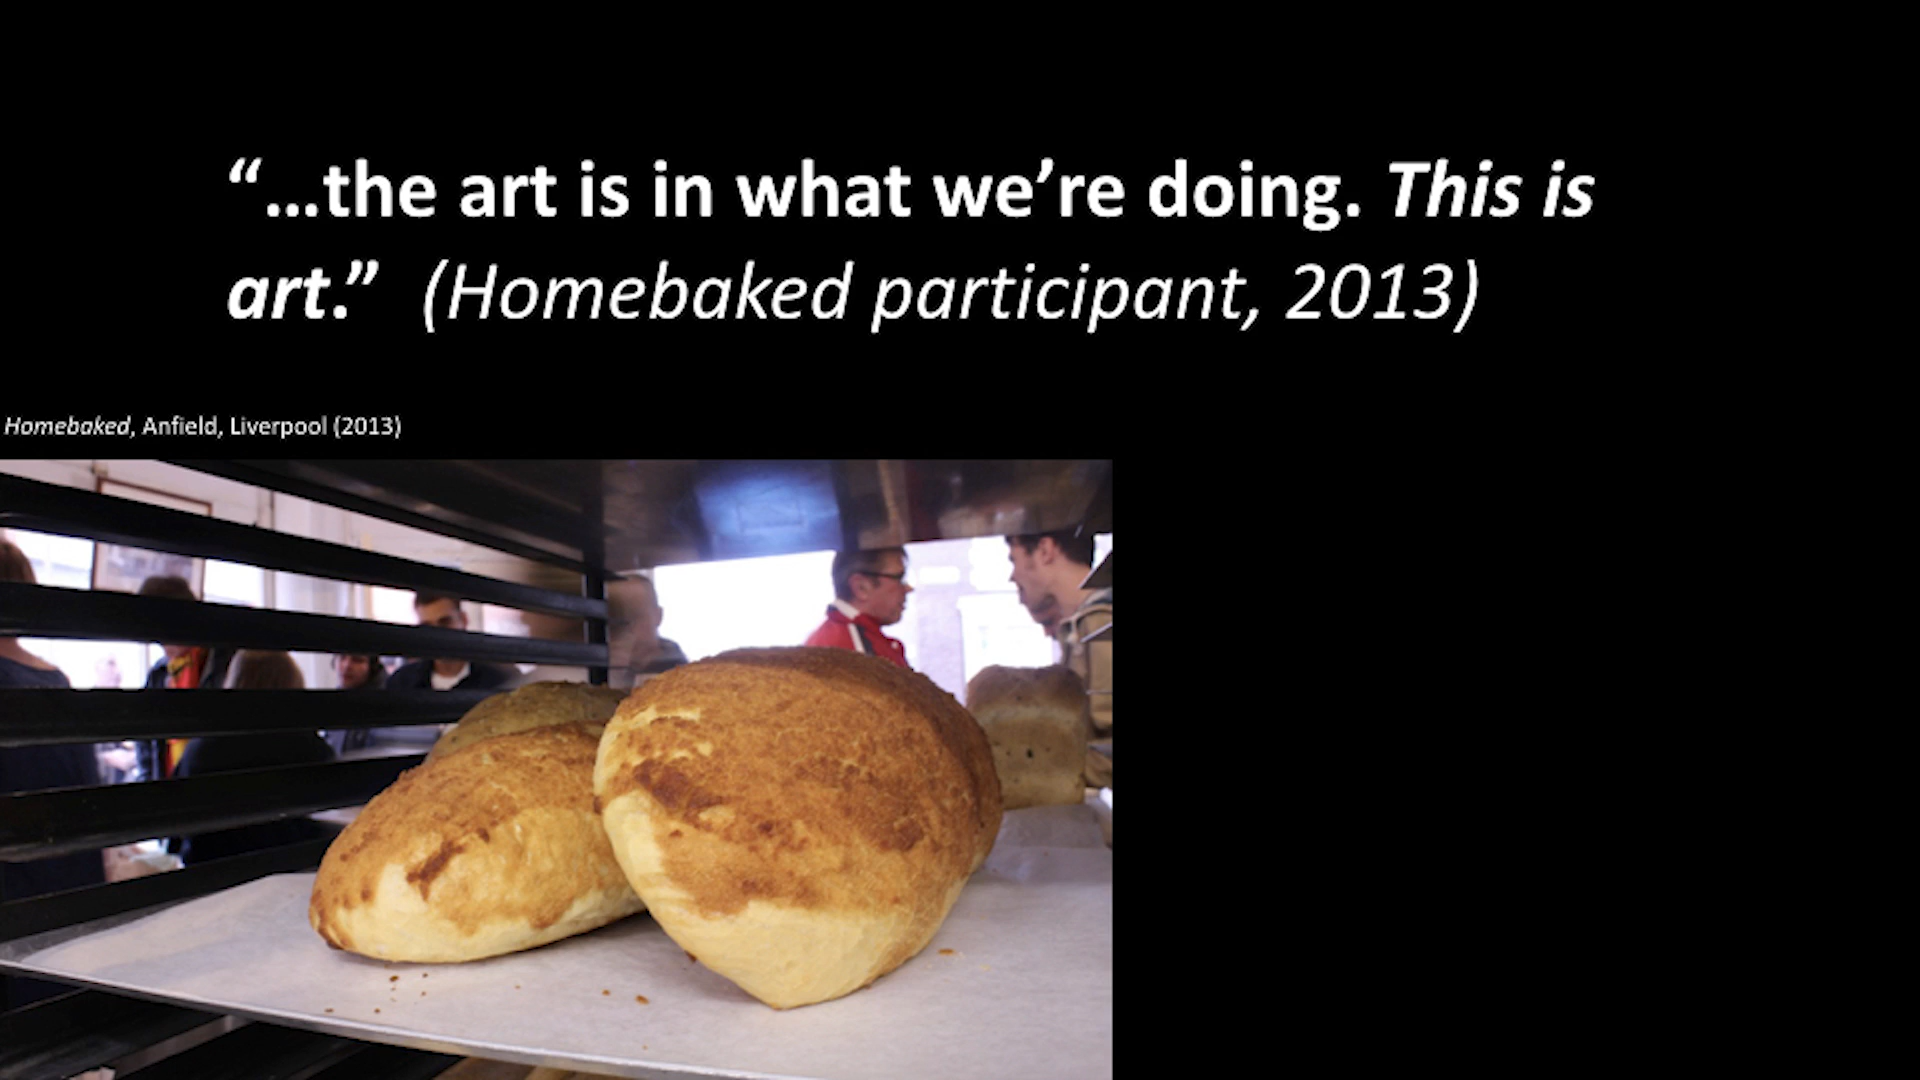 “…the art is in what we’re doing. This is
art.” (Homebaked participant, 2013)
Homebaked, Anfield, Liverpool (2013)